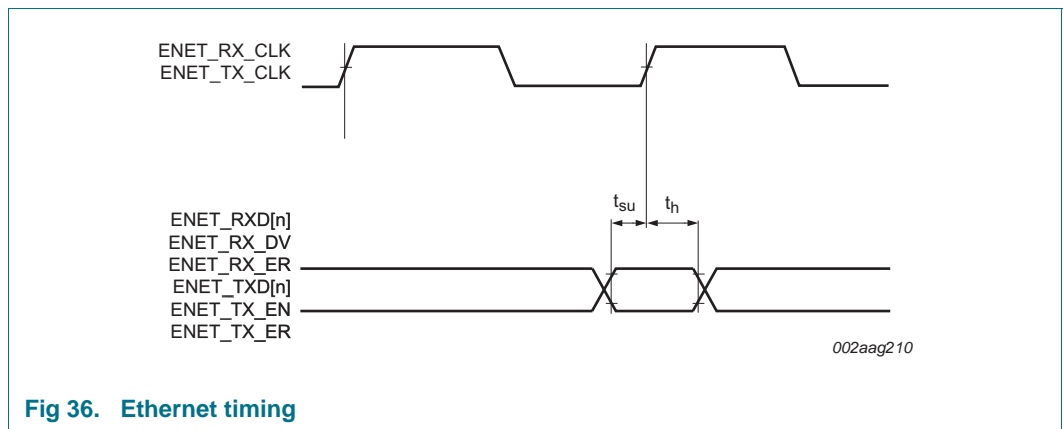 ENET_RX_CLK
ENET_TX_CLK
tsu
th
ENET_RXD[n]
ENET_RX_DV
ENET_RX_ER
ENET_TXD[n]
ENET_TX_EN
ENET_TX_ER
002aag210
Fig 36. Ethernet timing